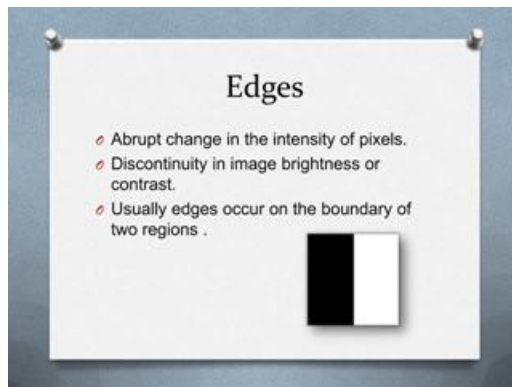 Edges
Abrupt change in the intensity of pixels.
Discontinuity in image brightness or
contrast.
Usually edges occur on the boundary of
two regions .